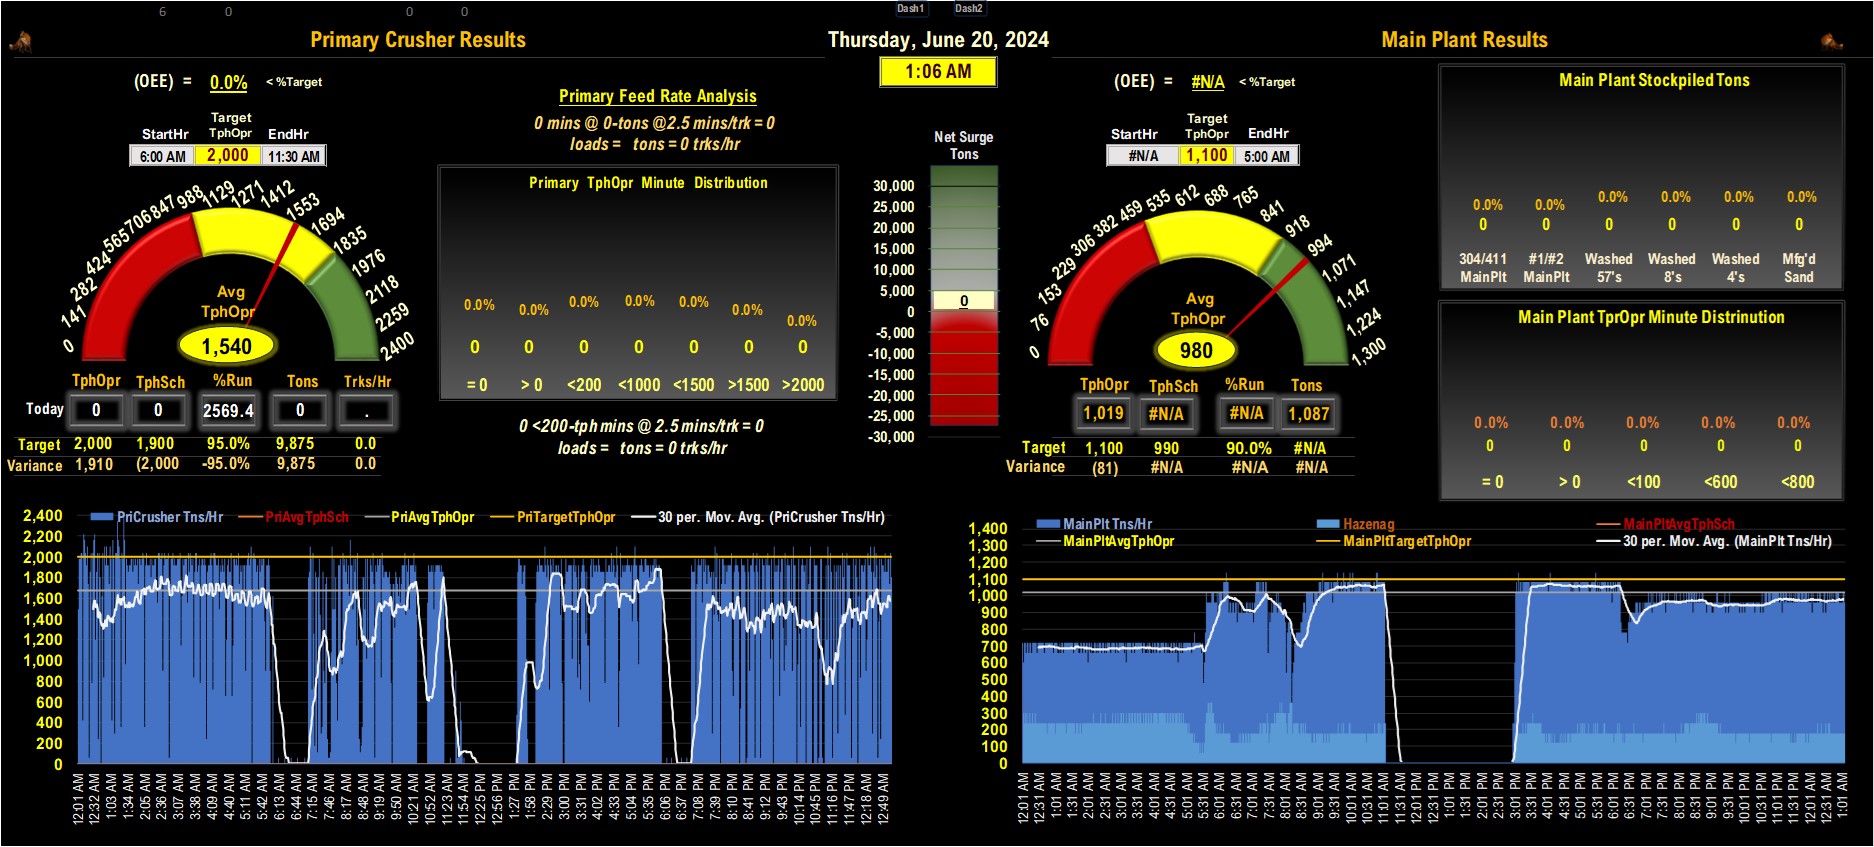 6 0 0 0 Dash1 Dash2
Primary Crusher Results
Thursday, June 20, 2024
Main Plant Results
1:06 AM
(OEE) = 0.0% < %Target
Target
StartHr TphOpr EndHr
6:00 AM 2,000 11:30 AM
0 141 282 424 565 706 847 988 1129 1271 1412 1553 1694 1835 1976 2118 2259 2400
Avg
TphOpr
1,540
TphOpr TphSch %Run Tons Trks/Hr
Today 0 0 2569.4 0 .
Target 2,000 1,900 95.0% 9,875 0.0
Variance 1,910 (2,000 -95.0% 9,875 0.0
Primary Feed Rate Analysis
0 mins @ 0-tons @2.5 mins/trk = 0
loads = tons = 0 trks/hr
Primary TphOpr Minute Distribution
0.0% 0.0% 0.0% 0.0% 0.0% 0.0% 0.0%
0 0 0 0 0 0 0
= 0 > 0 <200 <1000 <1500 >1500 >2000
0 <200-tph mins @ 2.5 mins/trk = 0
loads = tons = 0 trks/hr
Net Surge
Tons
30,000
25,000
20,000
15,000
10,000
5,000
0
0
-5,000
-10,000
-15,000
-20,000
-25,000
-30,000
(OEE) = #N/A < %Target
Target
StartHr TphOpr EndHr
#N/A 1,100 5:00 AM
0 76 153 229 306 382 459 535 612 688 765 841 918 994 1,071 1,147 1,224 1,300
Avg
TphOpr
980
TphOpr TphSch %Run Tons
1,019 #N/A #N/A 1,087
Target 1,100 990 90.0% #N/A
Variance (81) #N/A #N/A #N/A
Main Plant Stockpiled Tons
0.0% 0.0% 0.0% 0.0% 0.0% 0.0%
0 0 0 0 0 0
304/411 #1/#2 Washed Washed Washed Mfg'd
MainPlt MainPlt 57's 8's 4's Sand
Main Plant TprOpr Minute Distrinution
0.0% 0.0% 0.0% 0.0% 0.0%
0 0 0 0 0
= 0 > 0 <100 <600 <800
PriCrusher Tns/Hr PriAvgTphSch PriAvgTphOpr PriTargetTphOpr 30 per. Mov. Avg. (PriCrusher Tns/Hr)
2,400
2,200
2,000
1,800
1,600
1,400
1,200
1,000
800
600
400
200
0
12:01 AM 12:32 AM 1:03 AM 1:34 AM 2:05 AM 2:36 AM 3:07 AM 3:38 AM 4:09 AM 4:40 AM 5:11 AM 5:42 AM 6:13 AM 6:44 AM 7:15 AM 7:46 AM 8:17 AM 8:48 AM 9:19 AM 9:50 AM 10:21 AM 10:52 AM 11:23 AM 11:54 AM 12:25 PM 12:56 PM 1:27 PM 1:58 PM 2:29 PM 3:00 PM 3:31 PM 4:02 PM 4:33 PM 5:04 PM 5:35 PM 6:06 PM 6:37 PM 7:08 PM 7:39 PM 8:10 PM 8:41 PM 9:12 PM 9:43 PM 10:14 PM 10:45 PM 11:16 PM 11:47 PM 12:18 AM 12:49 AM
MainPlt Tns/Hr Hazenag MainPltAvgTphSch
MainPltAvgTphOpr MainPltTargetTphOpr 30 per. Mov. Avg. (MainPlt Tns/Hr)
1,400
1,300
1,200
1,100
1,000
900
800
700
600
500
400
300
200
100
0
12:01 AM 12:31 AM 1:01 AM 1:31 AM 2:01 AM 2:31 AM 3:01 AM 3:31 AM 4:01 AM 4:31 AM 5:01 AM 5:31 AM 6:01 AM 6:31 AM 7:01 AM 7:31 AM 8:01 AM 8:31 AM 9:01 AM 9:31 AM 10:01 AM 10:31 AM 11:01 AM 11:31 AM 12:01 PM 12:31 PM 1:01 PM 1:31 PM 2:01 PM 2:31 PM 3:01 PM 3:31 PM 4:01 PM 4:31 PM 5:01 PM 5:31 PM 6:01 PM 6:31 PM 7:01 PM 7:31 PM 8:01 PM 8:31 PM 9:01 PM 9:31 PM 10:01 PM 10:31 PM 11:01 PM 11:31 PM 12:01 AM 12:31 AM 1:01 AM